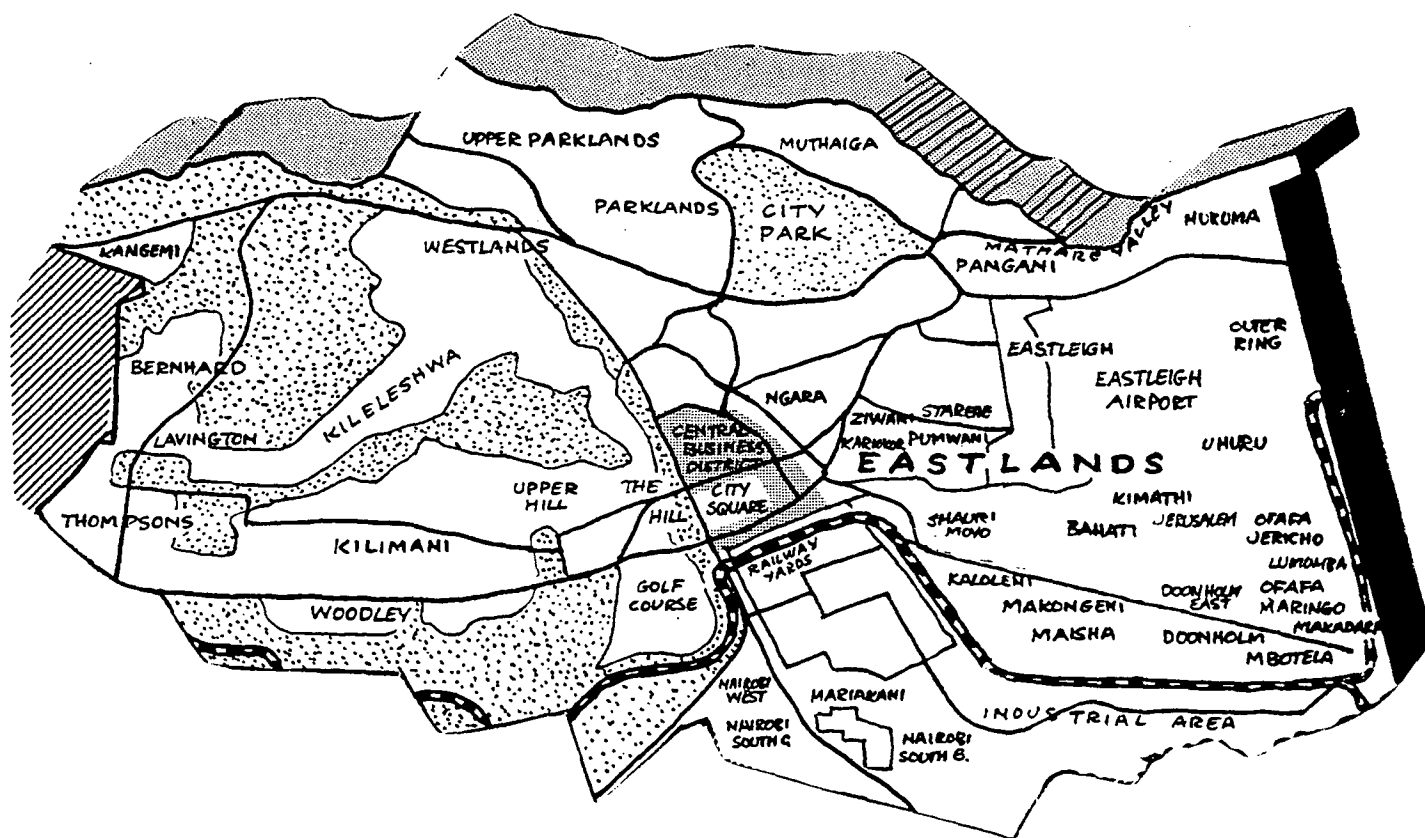 UPPER PARKLANDS
MUTHAIGA
PARKLANDS
CITY
PARK
HURUMA
KANGEMI
WESTLANDS
MATHARE VALLEY
PANGANI
OUTER
RING
BERNHARD
EASTLEIGH
KILELESHWA
EASTLEIGH
AIRPORT
NGARA
ZIWANI
STAREHE
LAVINGTON
CENTRAL
BUSINESS
DISTRICT
KARIOKOR
PUMWANI
UHURU
EASTLANDS
UPPER
HILL
THE
HILL
CITY
SQUARE
KIMATHI
THOMPSONS
SHAURI
MOYO
BAHATI
JERUSALEM
OFAFA
JERICHO
KILIMANI
LUMUMBA
RAILWAY
YARDS
KALOLENI
GOLF
COURSE
MAKONGENI
DOONHOLM
EAST
OFAFA
MARINGO
WOODLEY
MAKADARA
MAISHA
DOONHOLM
MBOTELA
NAIROBI
WEST
MARIAKANI
INDUSTRIAL AREA
NAIROBI
SOUTH C
NAIROBI
SOUTH B.